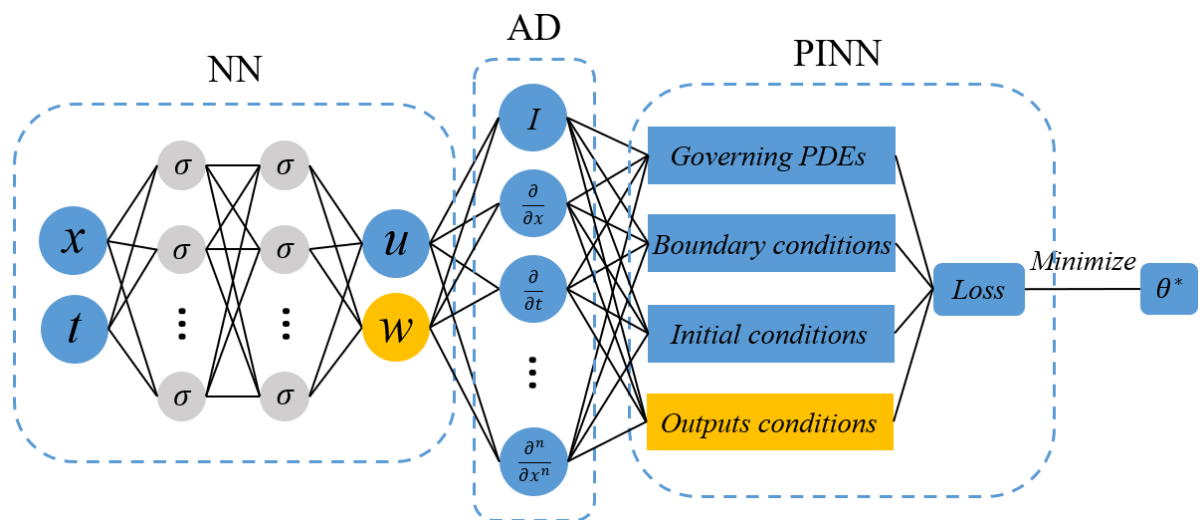 NN
AD
PINN
x
t
σ
σ
⋮
σ
σ
σ
⋮
σ
u
w
I
∂/∂x
∂/∂t
⋮
∂ⁿ/∂xⁿ
Governing PDEs
Boundary conditions
Initial conditions
Outputs conditions
Loss
Minimize
θ*